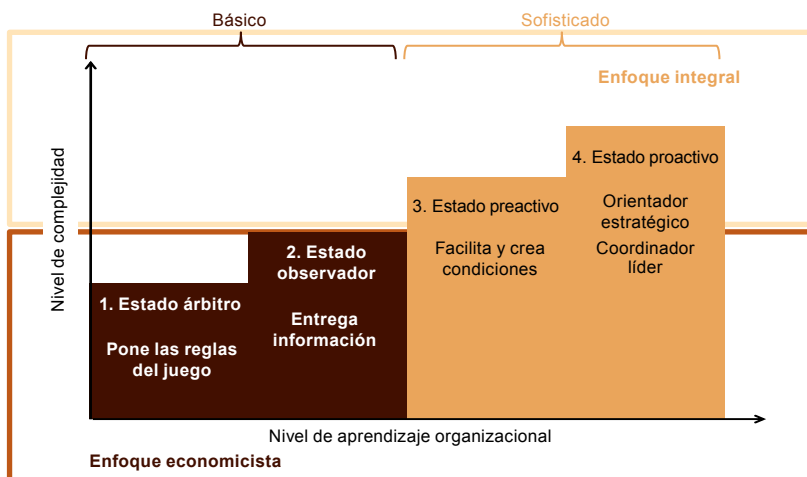 Básico
Sofisticado
Enfoque integral
Nivel de complejidad
1. Estado árbitro
Pone las reglas
del juego
2. Estado
observador
Entrega
información
3. Estado preactivo
Facilita y crea
condiciones
4. Estado proactivo
Orientador
estratégico
Coordinador
líder
Nivel de aprendizaje organizacional
Enfoque economicista